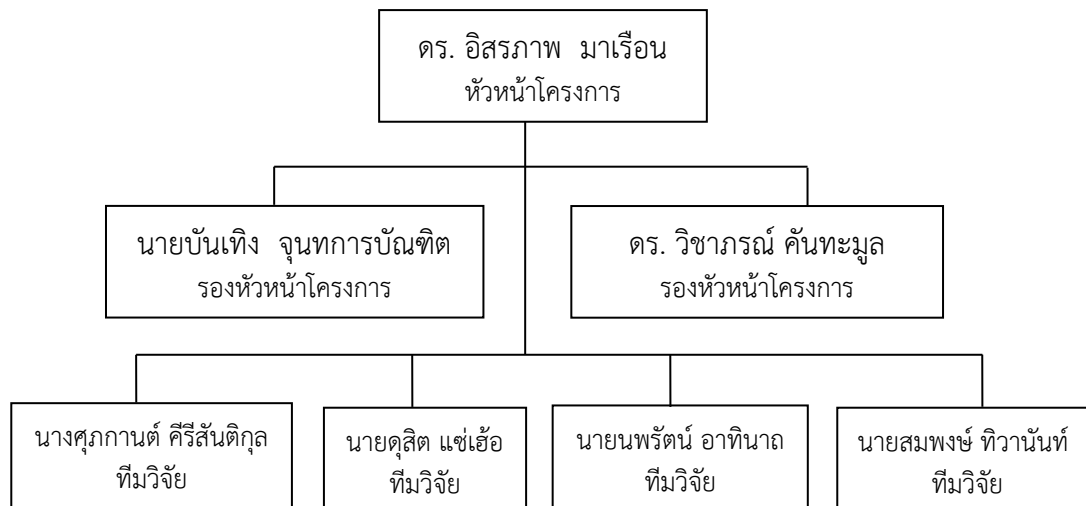 ดร. อิสรภาพ มาเรือน
หัวหน้าโครงการ
นายบันเทิง จุนทการบัณฑิต
รองหัวหน้าโครงการ
ดร. วิชาภรณ์ คันทะมูล
รองหัวหน้าโครงการ
นางศุภกานต์ คีรีสันติกุล
ทีมวิจัย
นายดุสิต แซ่เฮ้อ
ทีมวิจัย
นายนพรัตน์ อาทินาถ
ทีมวิจัย
นายสมพงษ์ ทิวานันท์
ทีมวิจัย